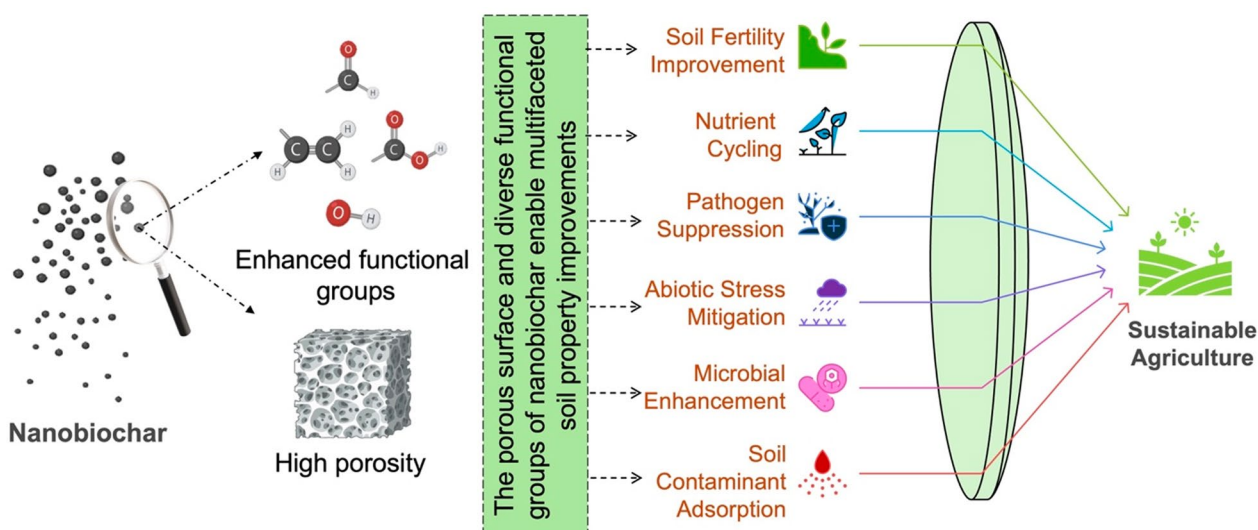 O
C
H
C
C
H
H
H
O
C
O
H
O
H
Enhanced functional
groups
Nanobiochar
High porosity
The porous surface and diverse functional
groups of nanobiochar enable multifaceted
soil property improvements
Soil Fertility
Improvement
Nutrient
Cycling
Pathogen
Suppression
Abiotic Stress
Mitigation
Microbial
Enhancement
Soil
Contaminant
Adsorption
Sustainable
Agriculture